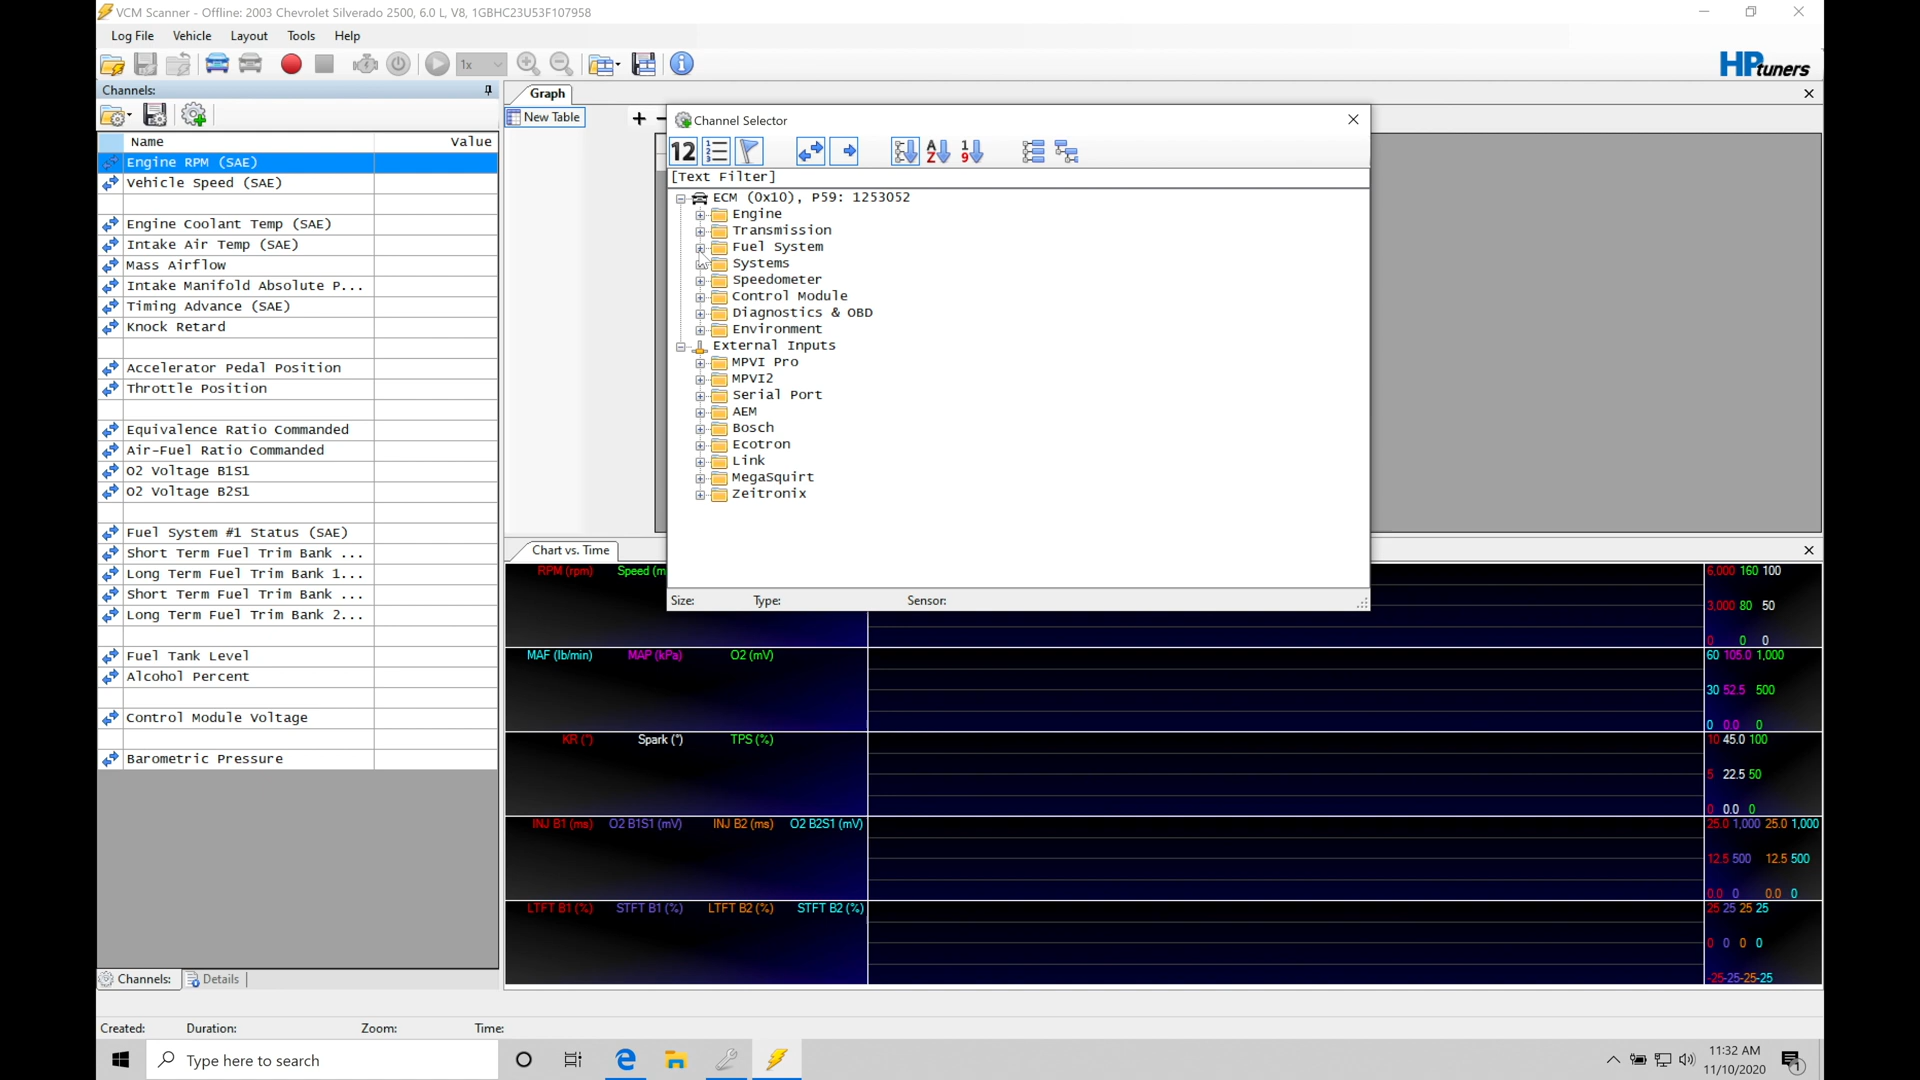 VCM Scanner - Offline: 2003 Chevrolet Silverado 2500, 6.0 L, V8, 1GBHC23U53F107958
Log File Vehicle Layout Tools Help
1x
HPtuners
Channels:
Graph
New Table
Name Value
Engine RPM (SAE)
Vehicle Speed (SAE)
Engine Coolant Temp (SAE)
Intake Air Temp (SAE)
Mass Airflow
Intake Manifold Absolute P...
Timing Advance (SAE)
Knock Retard
Accelerator Pedal Position
Throttle Position
Equivalence Ratio Commanded
Air-Fuel Ratio Commanded
O2 Voltage B1S1
O2 Voltage B2S1
Fuel System #1 Status (SAE)
Short Term Fuel Trim Bank ...
Long Term Fuel Trim Bank 1...
Short Term Fuel Trim Bank ...
Long Term Fuel Trim Bank 2...
Fuel Tank Level
Alcohol Percent
Control Module Voltage
Barometric Pressure
Channels: Details
Channel Selector
12
[Text Filter]
ECM (0x10), P59: 1253052
Engine
Transmission
Fuel System
Systems
Speedometer
Control Module
Diagnostics & OBD
Environment
External Inputs
MPVI Pro
MPVI2
Serial Port
AEM
Bosch
Ecotron
Link
MegaSquirt
Zeitronix
Size: Type: Sensor:
Chart vs. Time
RPM (rpm) Speed (m
6,000 160 100
3,000 80 50
0 0 0
MAF (lb/min) MAP (kPa) O2 (mV)
60 105.0 1,000
30 52.5 500
0 0.0 0
KR (°) Spark (°) TPS (%)
10 45.0 100
5 22.5 50
0 0.0 0
INJ B1 (ms) O2 B1S1 (mV) INJ B2 (ms) O2 B2S1 (mV)
25.0 1,000 25.0 1,000
12.5 500 12.5 500
0.0 0 0.0 0
LTFT B1 (%) STFT B1 (%) LTFT B2 (%) STFT B2 (%)
25 25 25 25
0 0 0 0
-25 -25 -25 -25
Created: Duration: Zoom: Time:
Type here to search
11:32 AM
11/10/2020
1